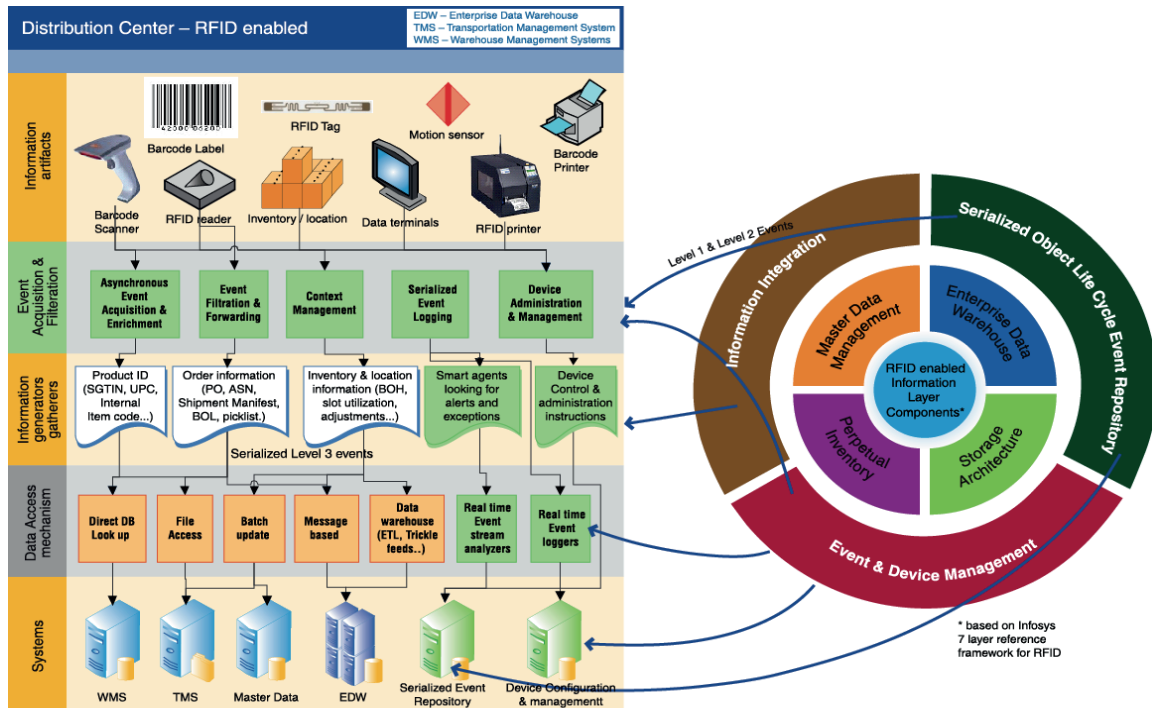 Distribution Center – RFID enabled
EDW – Enterprise Data Warehouse
TMS – Transportation Management System
WMS – Warehouse Management Systems
Information
artifacts
42000 06200
Barcode Label
RFID Tag
Motion sensor
Barcode
Printer
Barcode
Scanner
RFID reader
Inventory / location
Data terminals
RFID printer
Event
Acquisition &
Filteration
Asynchronous
Event
Acquisition &
Enrichment
Event
Filtration &
Forwarding
Context
Management
Serialized
Event
Logging
Device
Administration
& Management
Information
generators
gatherers
Product ID
(SGTIN, UPC,
Internal
Item code...)
Order information
(PO, ASN,
Shipment Manifest,
BOL, picklist.)
Inventory & location
information (BOH,
slot utilization,
adjustments...)
Smart agents
looking for
alerts and
exceptions
Device
Control &
administration
instructions
Serialized Level 3 events
Data Access
mechanism
Direct DB
Look up
File
Access
Batch
update
Message
based
Data
warehouse
(ETL, Trickle
feeds..)
Real time
Event
stream
analyzers
Real time
Event
loggers
Systems
WMS
TMS
Master Data
EDW
Serialized Event
Repository
Device Configuration
& managementt
Level 1 & Level 2 Events
Information Integration
Serialized Object Life Cycle Event Repository
Event & Device Management
Master Data
Management
Enterprise Data
Warehouse
Perpetual
Inventory
Storage
Architecture
RFID enabled
Information
Layer
Components*
* based on Infosys
7 layer reference
framework for RFID